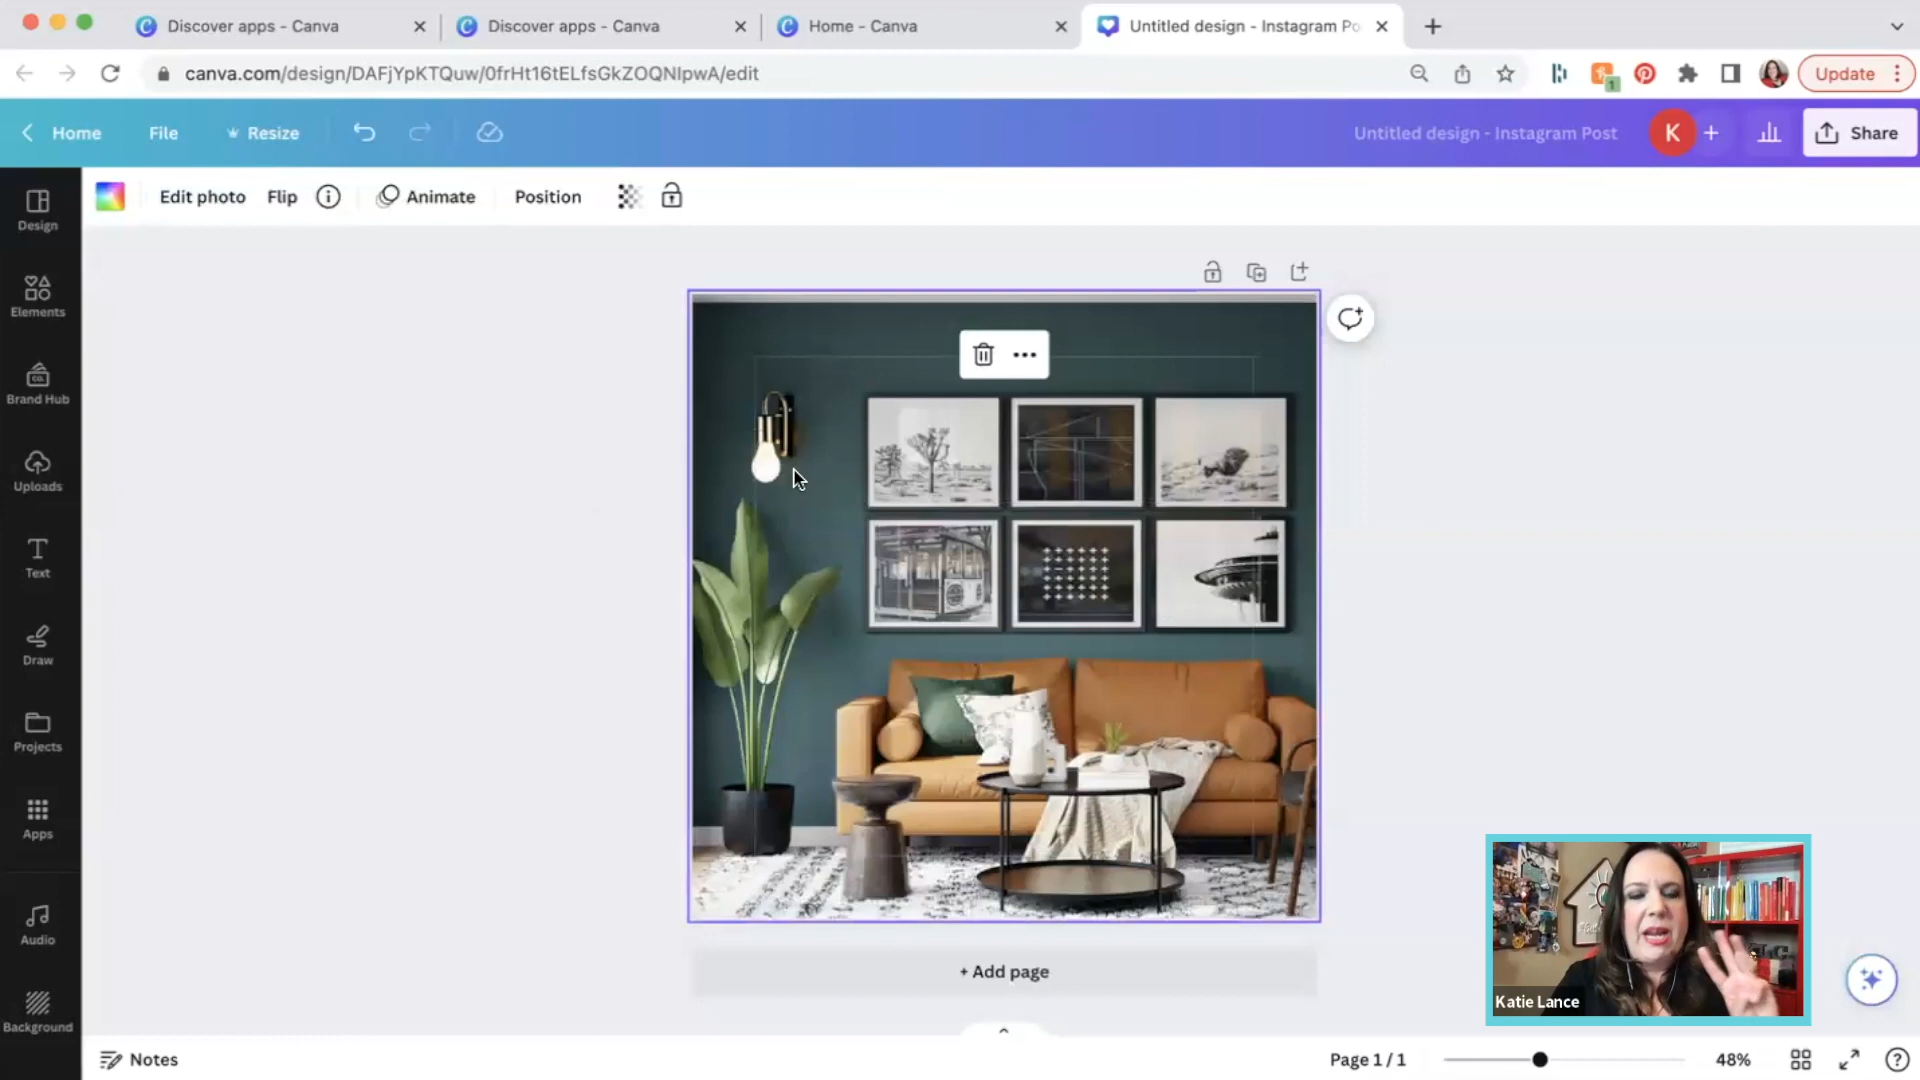 Discover apps - Canva
Discover apps - Canva
Home - Canva
Untitled design - Instagram Po
canva.com/design/DAFjYpKTQuw/0frHt16tELfsGkZOQNIpwA/edit
1
Update
Home
File
Resize
Untitled design - Instagram Post
K
Share
Edit photo
Flip
Animate
Position
Design
Elements
CO.
Brand Hub
Uploads
Text
Draw
Projects
Apps
Audio
Background
+ Add page
Katie Lance
Notes
Page 1 / 1
48%